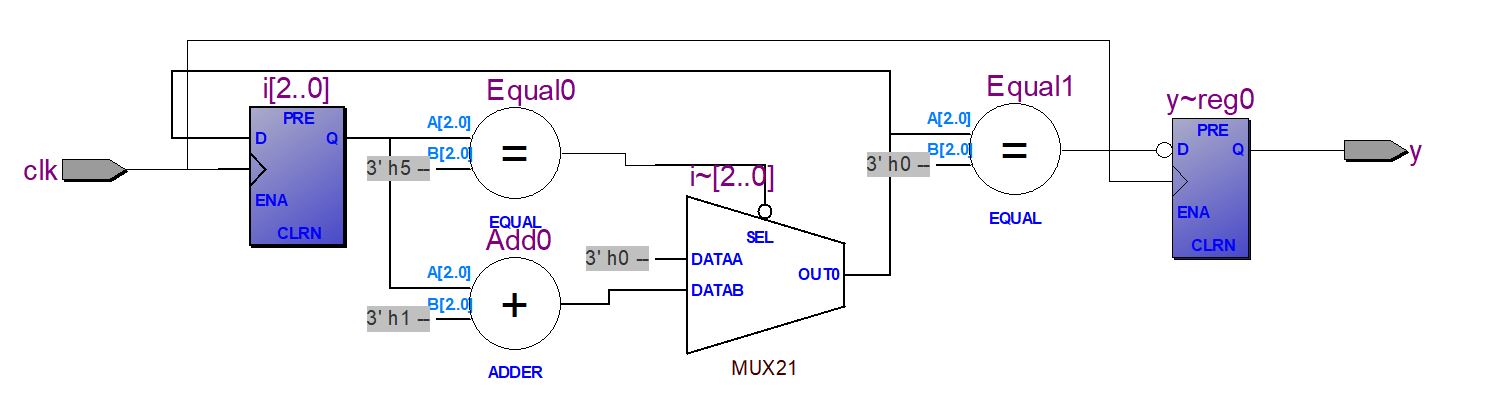 clk
i[2..0]
PRE
D
Q
ENA
CLRN
Equal0
A[2.0]
B[2.0]
3' h5 --
=
EQUAL
Add0
A[2.0]
B[2.0]
3' h1 --
+
ADDER
i~[2..0]
SEL
3' h0 --
DATAA
DATAB
OUT0
MUX21
Equal1
A[2.0]
B[2.0]
3' h0 --
=
EQUAL
y~reg0
PRE
D
Q
ENA
CLRN
y